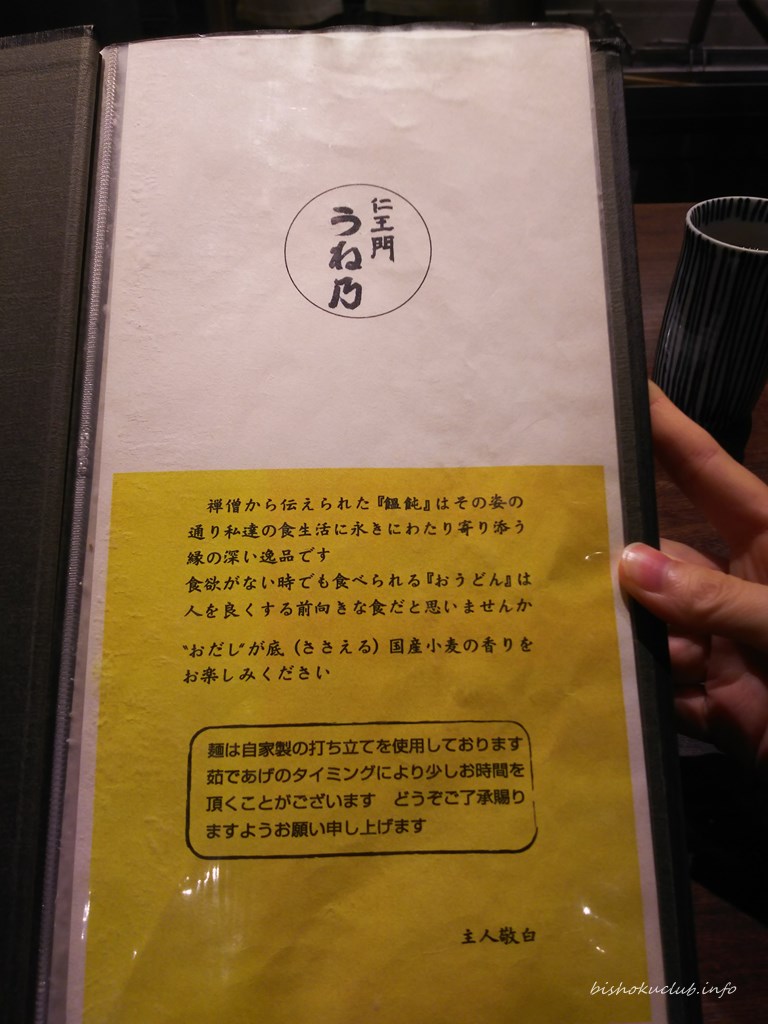 仁王門
うね乃
禅僧から伝えられた『饂飩』はその姿の
通り私達の食生活に永きにわたり寄り添う
縁の深い逸品です
食欲がない時でも食べられる『おうどん』は
人を良くする前向きな食だと思いませんか
〝おだし〟が底（ささえる）国産小麦の香りを
お楽しみください
麺は自家製の打ち立てを使用しております
茹であげのタイミングにより少しお時間を
頂くことがございます　どうぞご了承賜り
ますようお願い申し上げます
主人敬白
bishokuclub.info